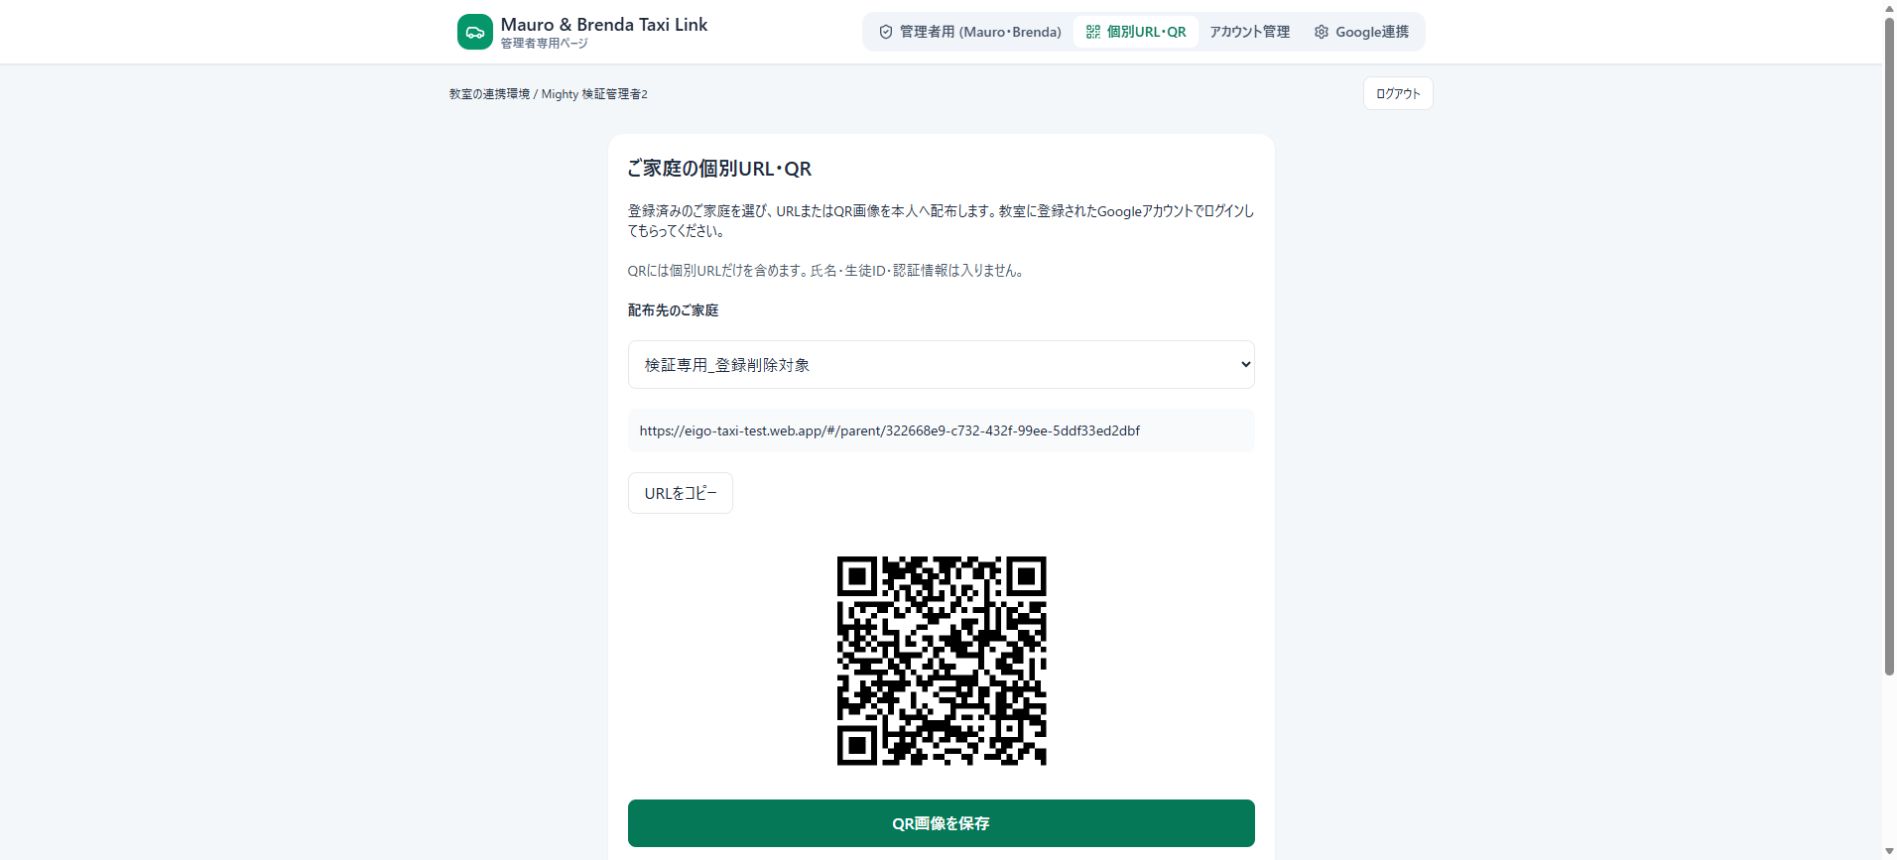 Mauro & Brenda Taxi Link
管理者専用ページ
管理者用 (Mauro・Brenda)
個別URL・QR
アカウント管理
Google連携
教室の連携環境 / Mighty 検証管理者2
ログアウト
ご家庭の個別URL・QR
登録済みのご家庭を選び、URLまたはQR画像を本人へ配布します。教室に登録されたGoogleアカウントでログインし
てもらってください。
QRには個別URLだけを含めます。氏名・生徒ID・認証情報は入りません。
配布先のご家庭
検証専用_登録削除対象
https://eigo-taxi-test.web.app/#/parent/322668e9-c732-432f-99ee-5ddf33ed2dbf
URLをコピー
QR画像を保存